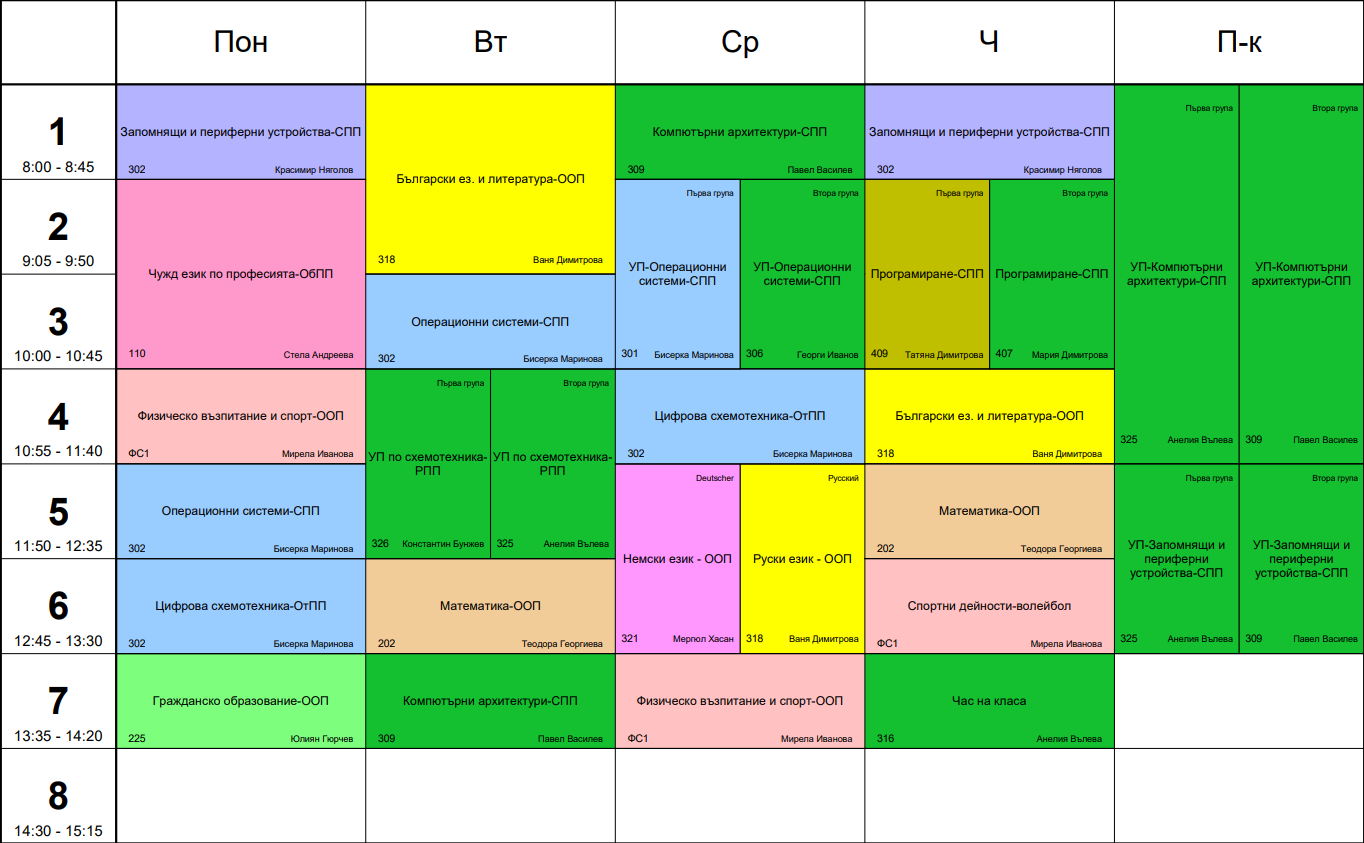 Пон
Вт
Ср
Ч
П-к
1
8:00 - 8:45
Запомнящи и периферни устройства-СПП
302
Красимир Няголов
Български ез. и литература-ООП
318
Ваня Димитрова
Компютърни архитектури-СПП
309
Павел Василев
Запомнящи и периферни устройства-СПП
302
Красимир Няголов
Първа група
УП-Компютърни
архитектури-СПП
325
Анелия Вълева
Втора група
УП-Компютърни
архитектури-СПП
309
Павел Василев
2
9:05 - 9:50
Чужд език по професията-ОбПП
110
Стела Андреева
Първа група
УП-Операционни
системи-СПП
301
Бисерка Маринова
Втора група
УП-Операционни
системи-СПП
306
Георги Иванов
Първа група
Програмиране-СПП
409
Татяна Димитрова
Втора група
Програмиране-СПП
407
Мария Димитрова
3
10:00 - 10:45
Операционни системи-СПП
302
Бисерка Маринова
4
10:55 - 11:40
Физическо възпитание и спорт-ООП
ФС1
Мирела Иванова
Първа група
УП по схемотехника-
РПП
326
Константин Бунжев
Втора група
УП по схемотехника-
РПП
325
Анелия Вълева
Цифрова схемотехника-ОтПП
302
Бисерка Маринова
Български ез. и литература-ООП
318
Ваня Димитрова
5
11:50 - 12:35
Операционни системи-СПП
302
Бисерка Маринова
Deutscher
Немски език - ООП
321
Мерпюл Хасан
Русский
Руски език - ООП
318
Ваня Димитрова
Математика-ООП
202
Теодора Георгиева
Първа група
УП-Запомнящи и
периферни
устройства-СПП
325
Анелия Вълева
Втора група
УП-Запомнящи и
периферни
устройства-СПП
309
Павел Василев
6
12:45 - 13:30
Цифрова схемотехника-ОтПП
302
Бисерка Маринова
Математика-ООП
202
Теодора Георгиева
Спортни дейности-волейбол
ФС1
Мирела Иванова
7
13:35 - 14:20
Гражданско образование-ООП
225
Юлиян Гюрчев
Компютърни архитектури-СПП
309
Павел Василев
Физическо възпитание и спорт-ООП
ФС1
Мирела Иванова
Час на класа
316
Анелия Вълева
8
14:30 - 15:15